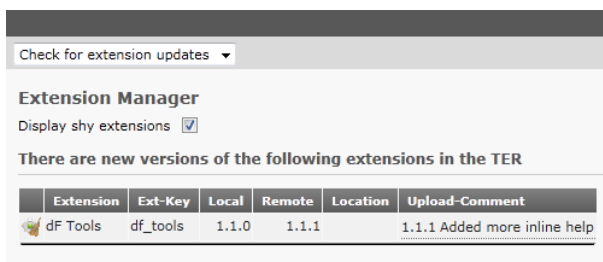 Check for extension updates
Extension Manager
Display shy extensions
There are new versions of the following extensions in the TER
Extension Ext-Key Local Remote Location Upload-Comment
dF Tools df_tools 1.1.0 1.1.1 1.1.1 Added more inline help